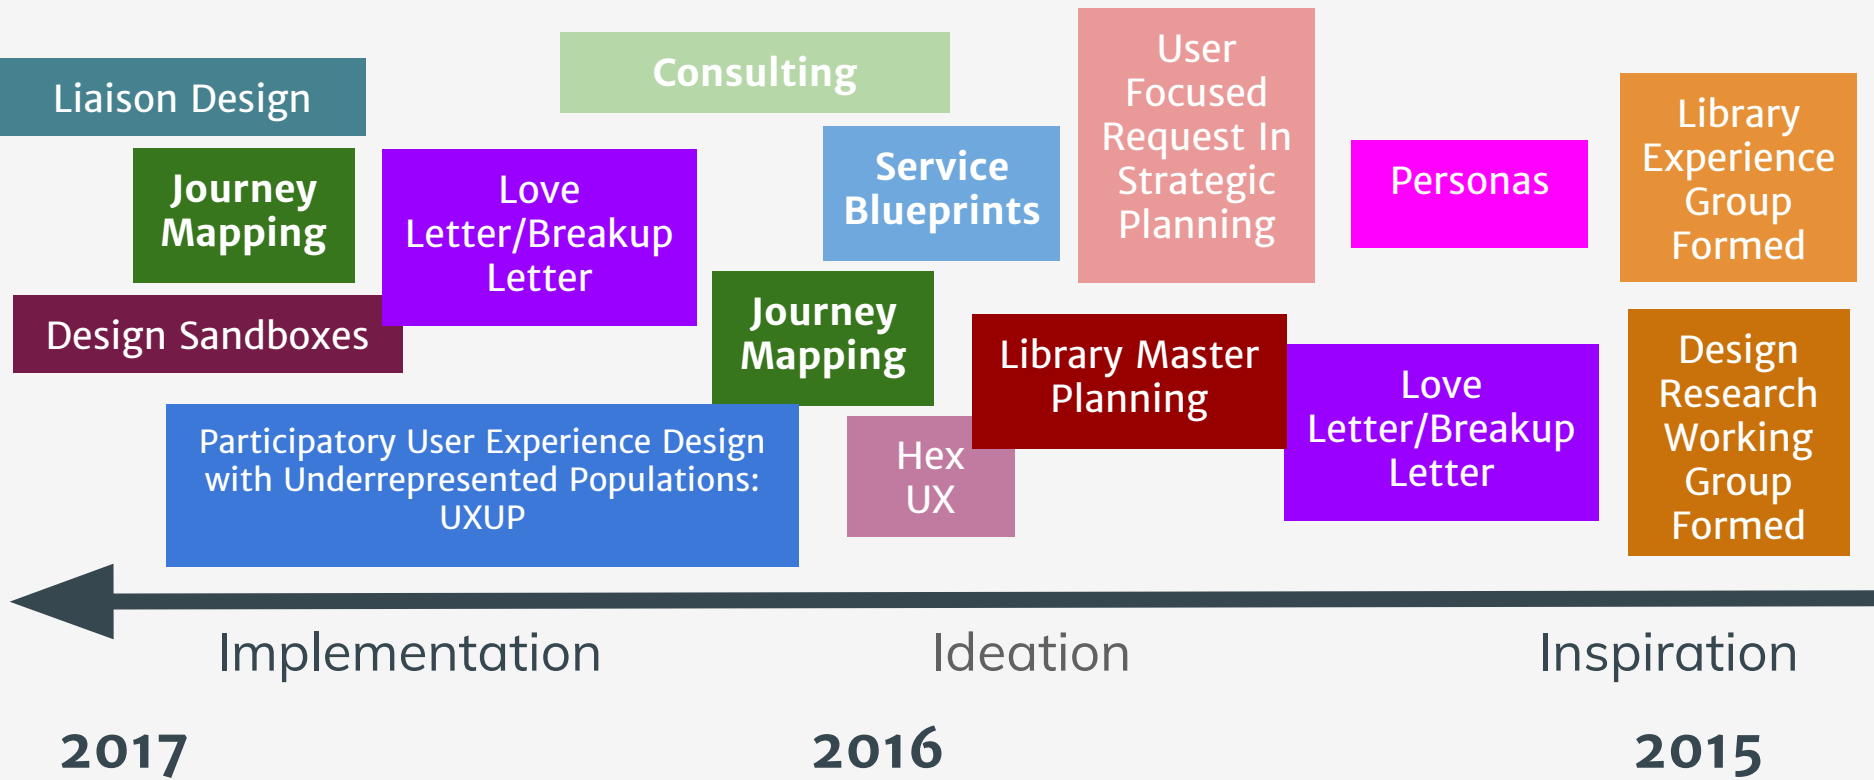 Liaison Design
Consulting
User
Focused
Request In
Strategic
Planning
Library
Experience
Group
Formed
Journey
Mapping
Love
Letter/Breakup
Letter
Service
Blueprints
Personas
Design Sandboxes
Journey
Mapping
Library Master
Planning
Love
Letter/Breakup
Letter
Design
Research
Working
Group
Formed
Participatory User Experience Design
with Underrepresented Populations:
UXUP
Hex
UX
Implementation
Ideation
Inspiration
2017
2016
2015